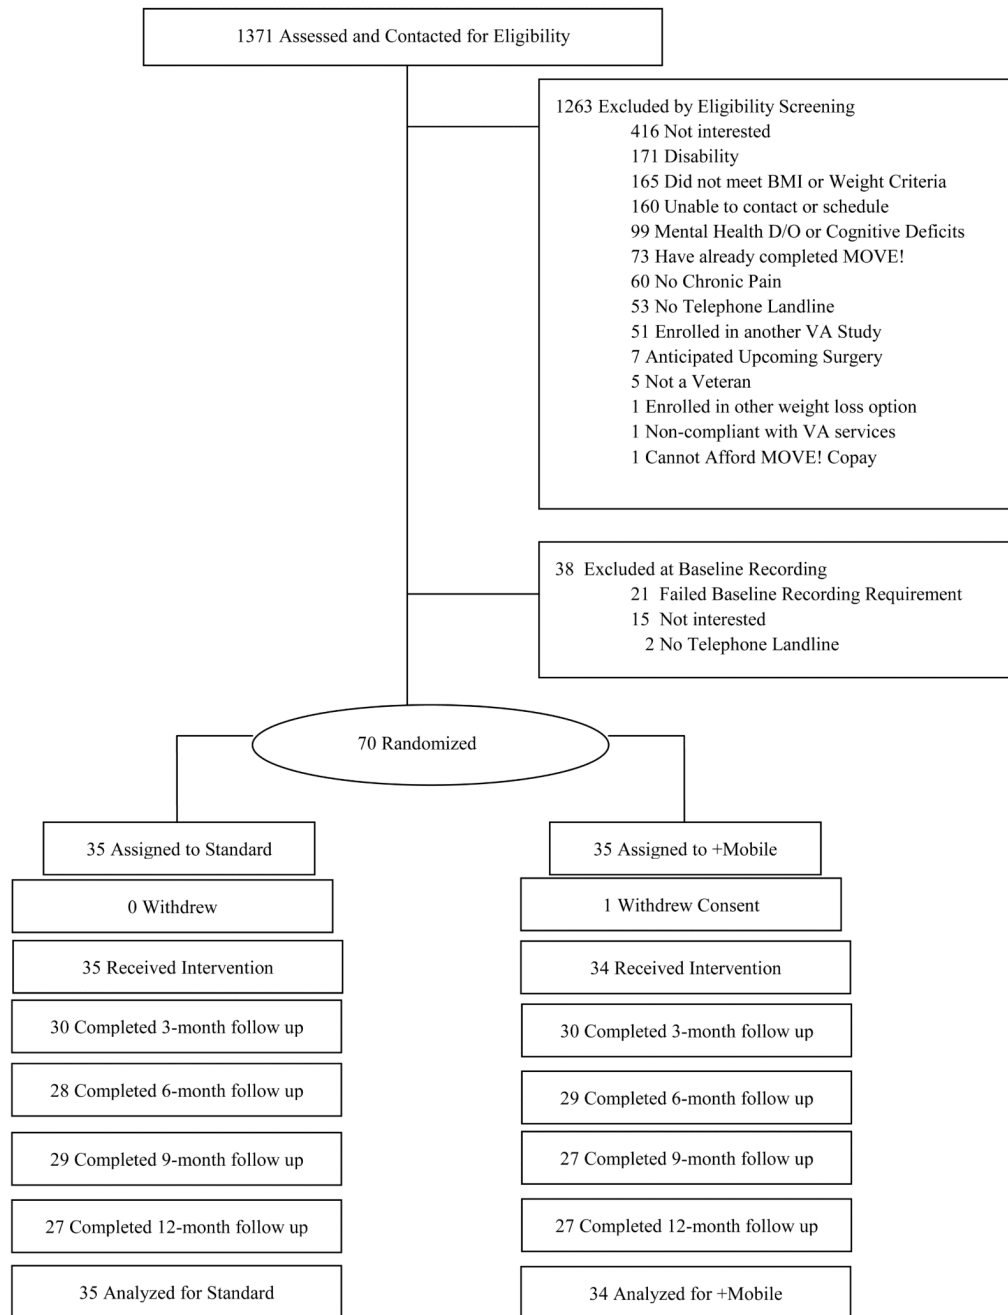 1371 Assessed and Contacted for Eligibility
1263 Excluded by Eligibility Screening
416 Not interested
171 Disability
165 Did not meet BMI or Weight Criteria
160 Unable to contact or schedule
99 Mental Health D/O or Cognitive Deficits
73 Have already completed MOVE!
60 No Chronic Pain
53 No Telephone Landline
51 Enrolled in another VA Study
7 Anticipated Upcoming Surgery
5 Not a Veteran
1 Enrolled in other weight loss option
1 Non-compliant with VA services
1 Cannot Afford MOVE! Copay
38 Excluded at Baseline Recording
21 Failed Baseline Recording Requirement
15 Not interested
2 No Telephone Landline
70 Randomized
35 Assigned to Standard
0 Withdrew
35 Received Intervention
30 Completed 3-month follow up
28 Completed 6-month follow up
29 Completed 9-month follow up
27 Completed 12-month follow up
35 Analyzed for Standard
35 Assigned to +Mobile
1 Withdrew Consent
34 Received Intervention
30 Completed 3-month follow up
29 Completed 6-month follow up
27 Completed 9-month follow up
27 Completed 12-month follow up
34 Analyzed for +Mobile